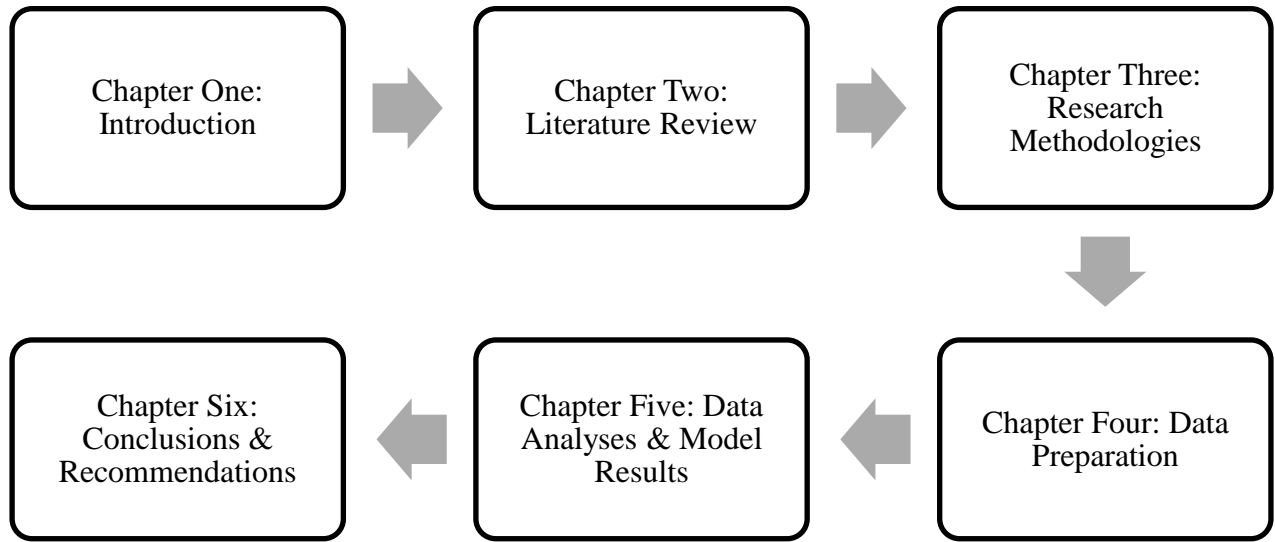 Chapter One:
Introduction
Chapter Two:
Literature Review
Chapter Three:
Research
Methodologies
Chapter Four: Data
Preparation
Chapter Five: Data
Analyses & Model
Results
Chapter Six:
Conclusions &
Recommendations